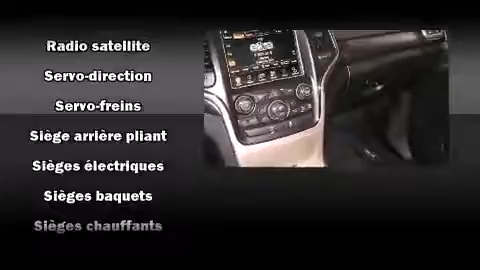 Radio satellite
Servo-direction
Servo-freins
Siège arrière pliant
Sièges électriques
Sièges baquets
Sièges chauffants